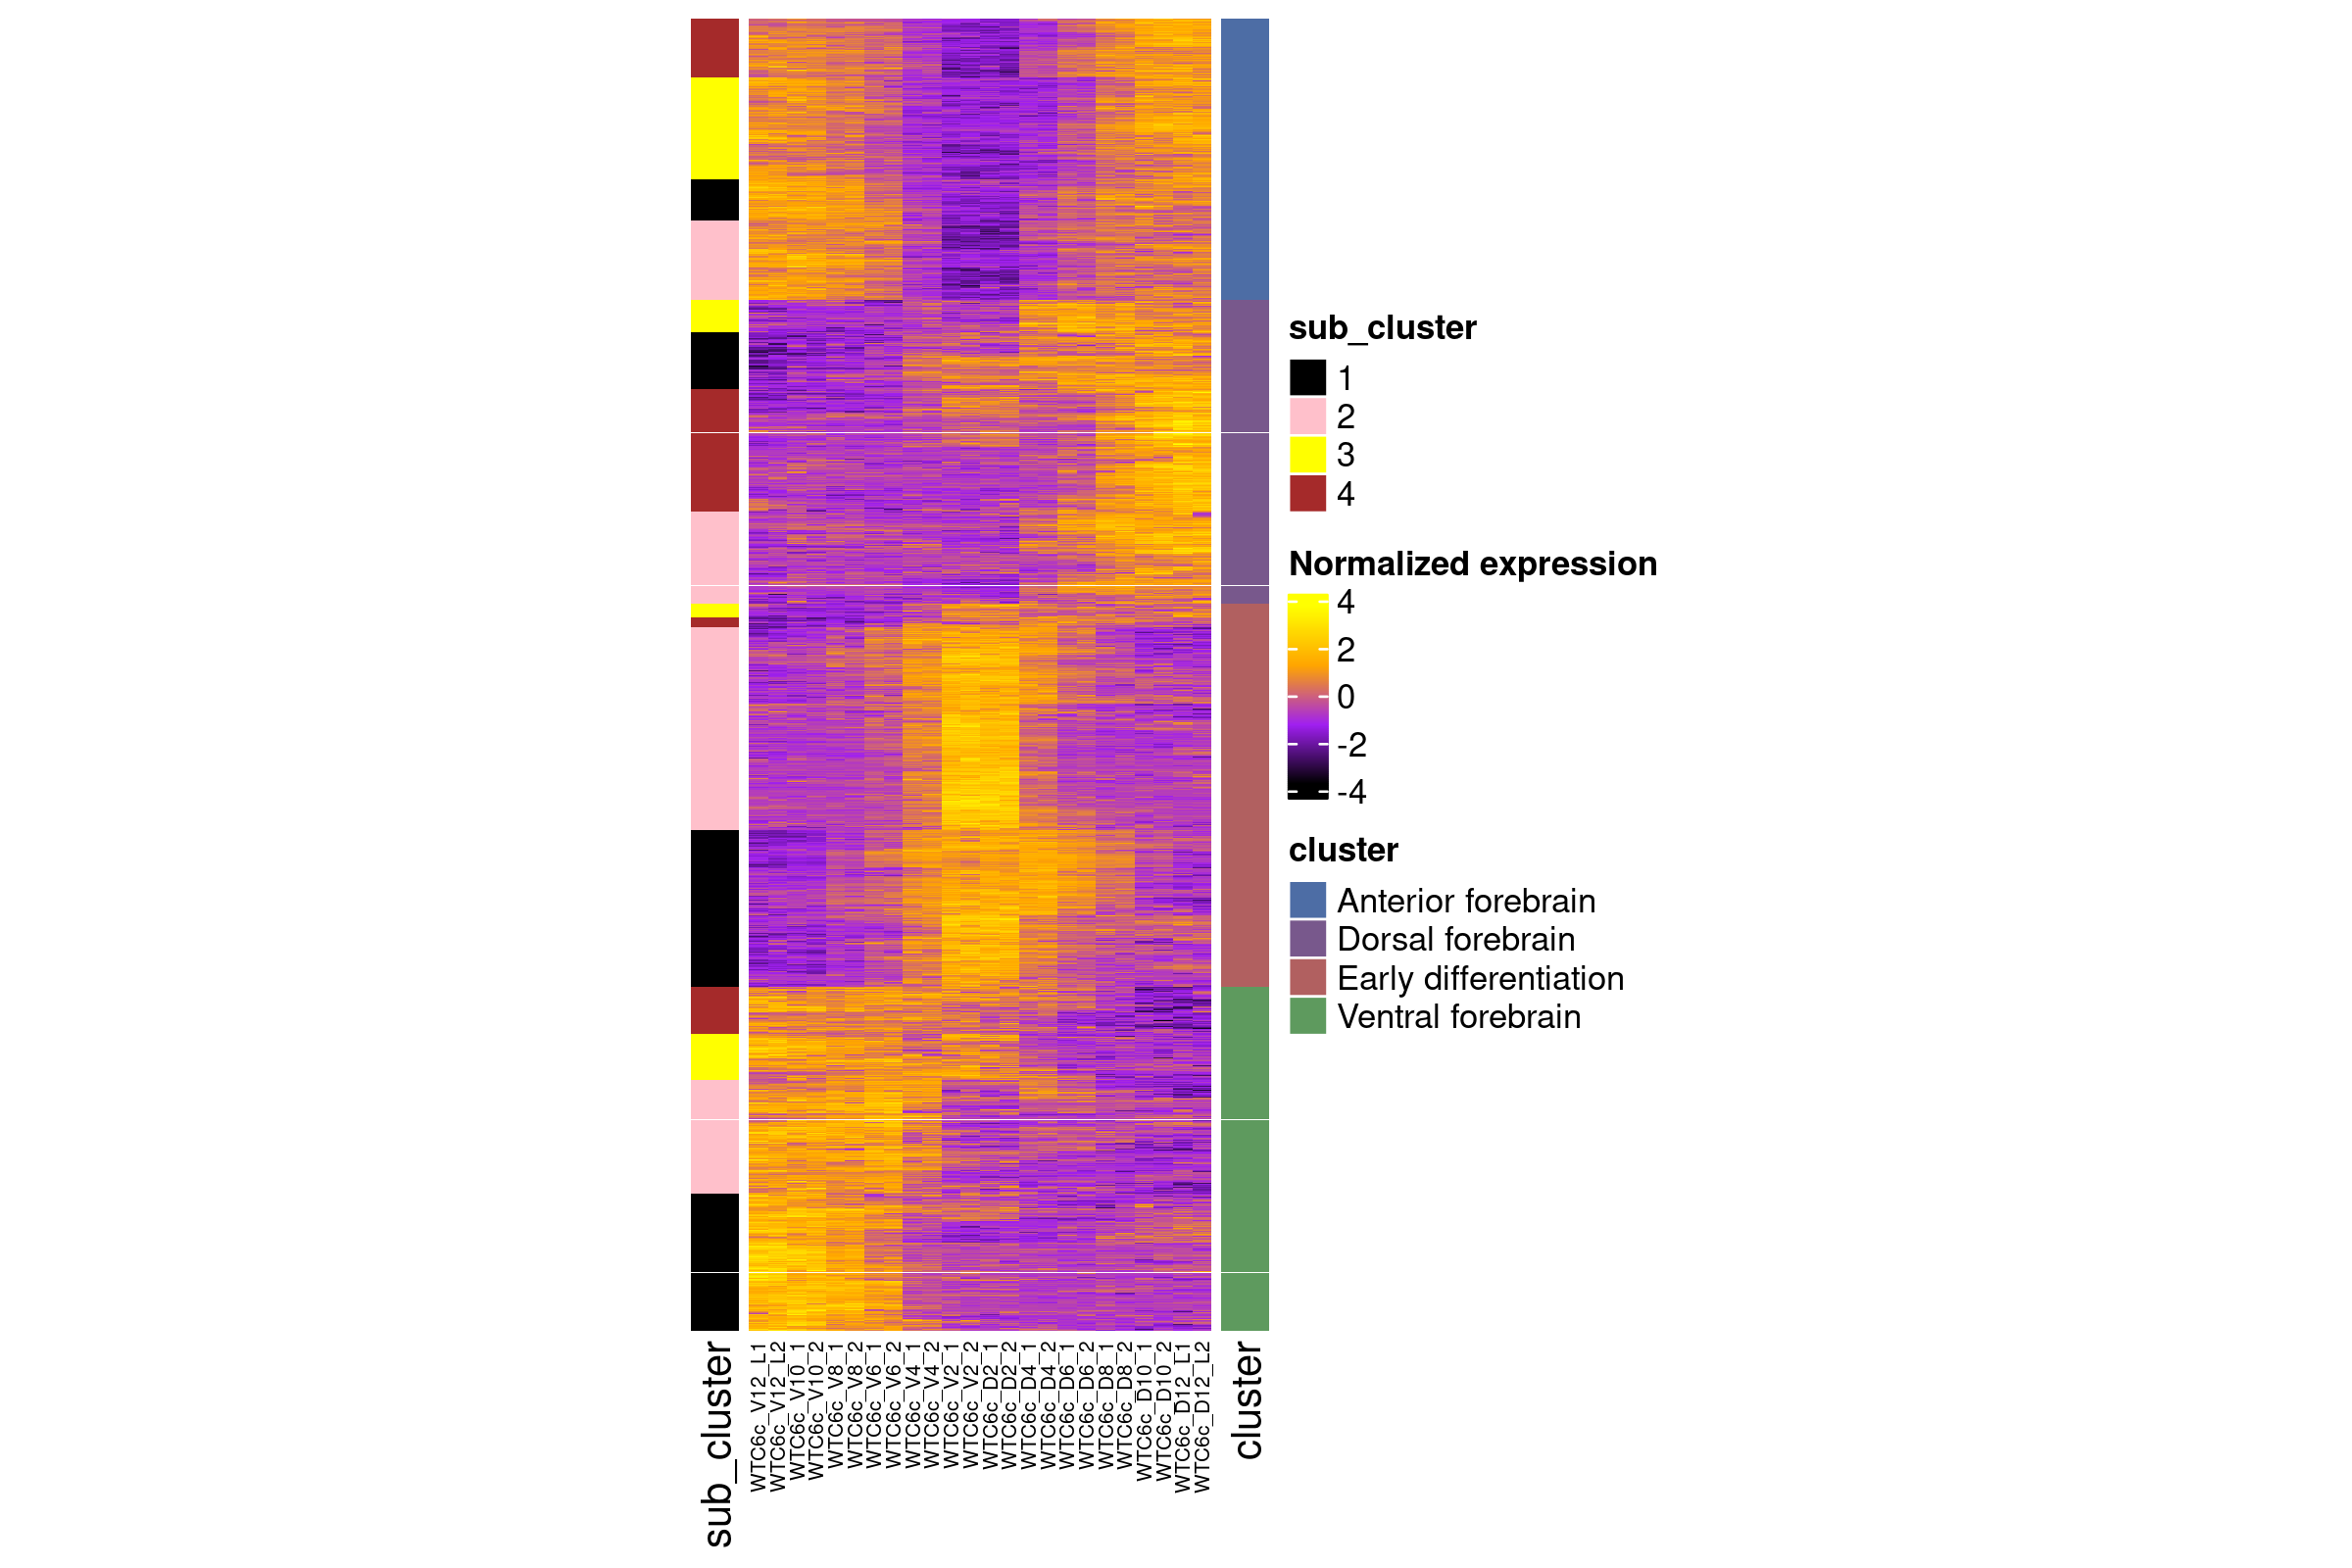 sub_cluster
1
2
3
4
Normalized expression
4
2
0
-2
-4
cluster
Anterior forebrain
Dorsal forebrain
Early differentiation
Ventral forebrain
sub_cluster
WTC6c_V12_L1
WTC6c_V12_L2
WTC6c_V10_1
WTC6c_V10_2
WTC6c_V8_1
WTC6c_V8_2
WTC6c_V6_1
WTC6c_V6_2
WTC6c_V4_1
WTC6c_V4_2
WTC6c_V2_1
WTC6c_V2_2
WTC6c_D2_1
WTC6c_D2_2
WTC6c_D4_1
WTC6c_D4_2
WTC6c_D6_1
WTC6c_D6_2
WTC6c_D8_1
WTC6c_D8_2
WTC6c_D10_1
WTC6c_D10_2
WTC6c_D12_L1
WTC6c_D12_L2
cluster